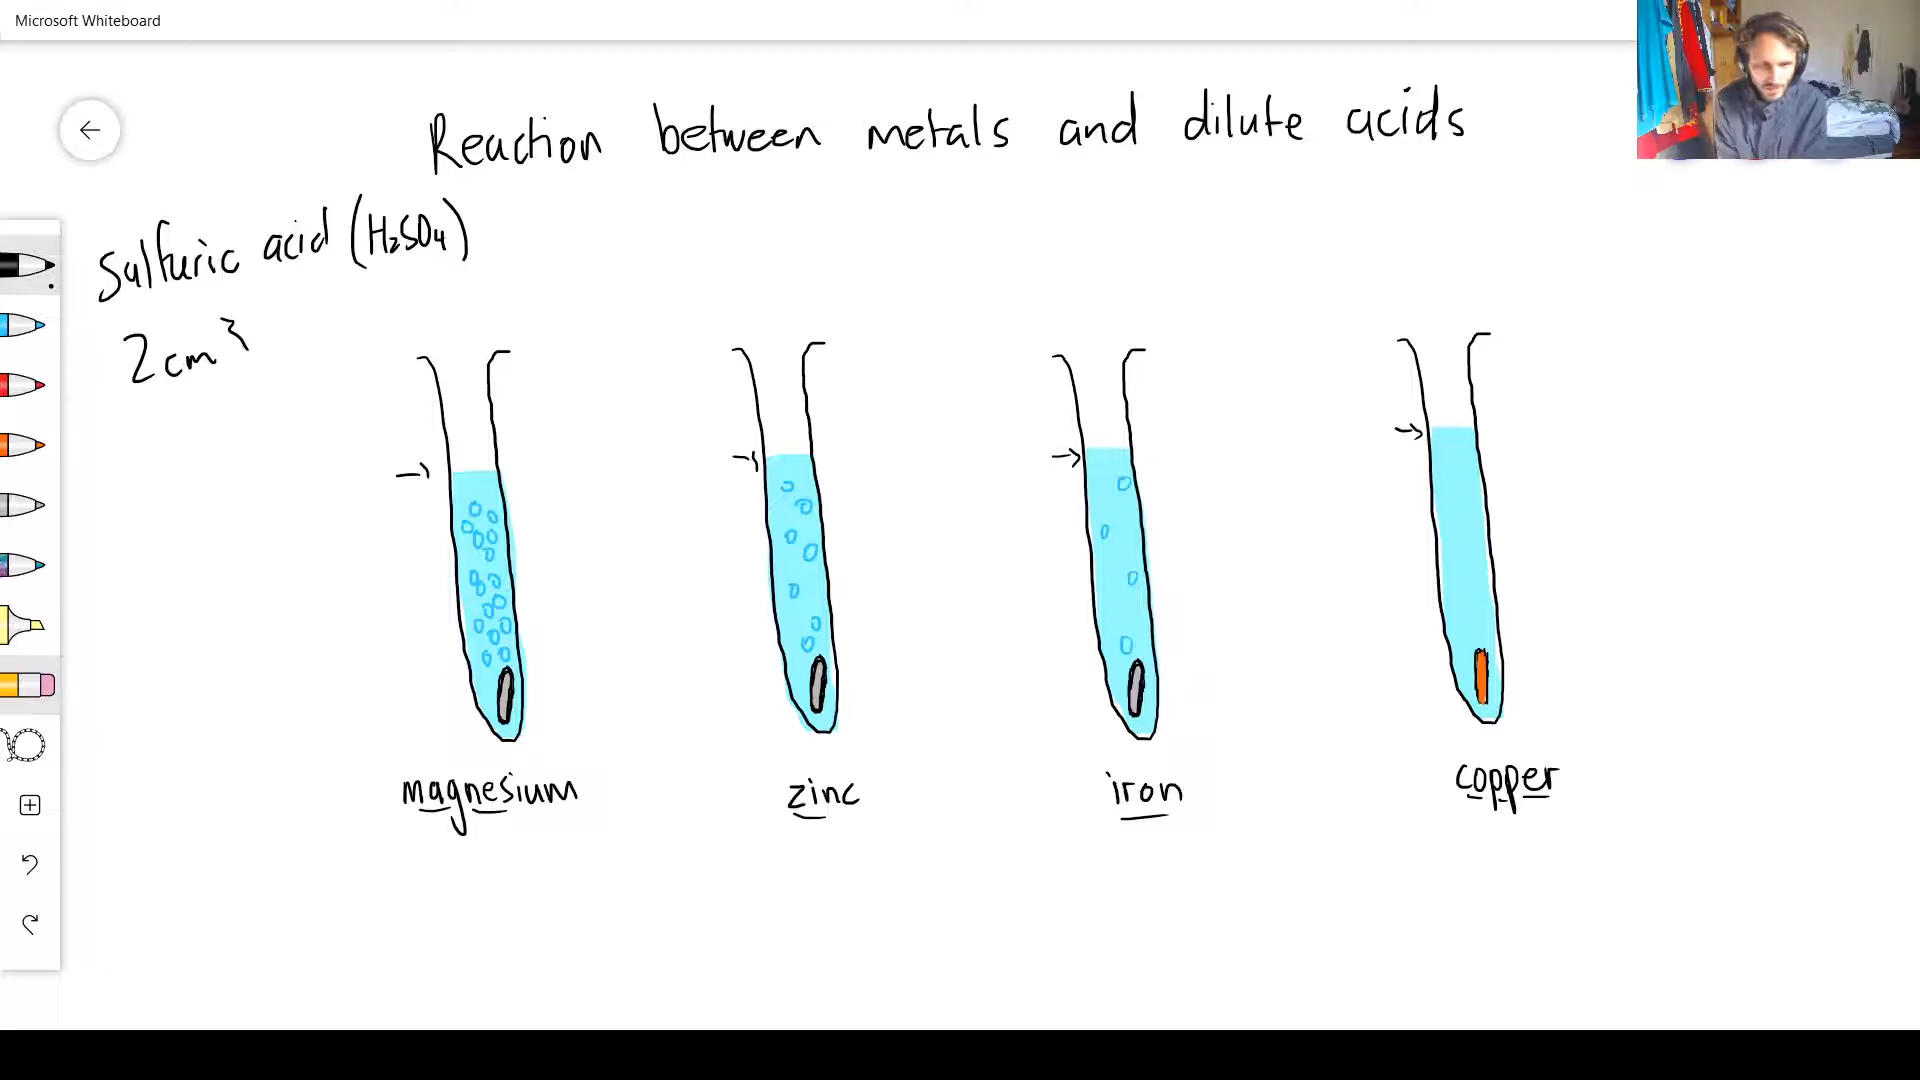 Microsoft Whiteboard
Reaction between metals and dilute acids
Sulfuric acid (H₂SO₄)
2cm³
magnesium
zinc
iron
copper